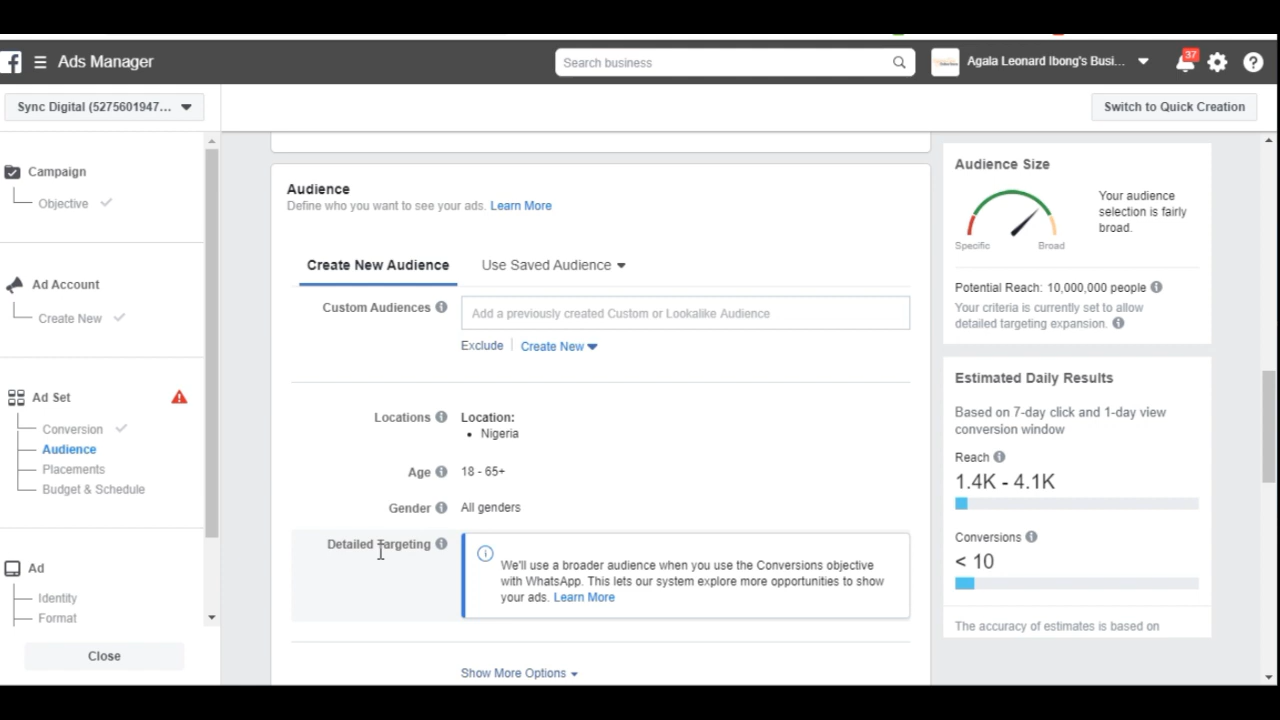 Ads Manager
Search business
Agala Leonard Ibong's Busi...
37
Sync Digital (5275601947...
Switch to Quick Creation
Campaign
Objective
Ad Account
Create New
Ad Set
Conversion
Audience
Placements
Budget & Schedule
Ad
Identity
Format
Close
Audience
Define who you want to see your ads. Learn More
Create New Audience
Use Saved Audience
Custom Audiences
Add a previously created Custom or Lookalike Audience
Exclude
Create New
Locations
Location:
• Nigeria
Age
18 - 65+
Gender
All genders
Detailed Targeting
We'll use a broader audience when you use the Conversions objective
with WhatsApp. This lets our system explore more opportunities to show
your ads. Learn More
Show More Options
Audience Size
Specific
Broad
Your audience
selection is fairly
broad.
Potential Reach: 10,000,000 people
Your criteria is currently set to allow
detailed targeting expansion.
Estimated Daily Results
Based on 7-day click and 1-day view
conversion window
Reach
1.4K - 4.1K
Conversions
< 10
The accuracy of estimates is based on